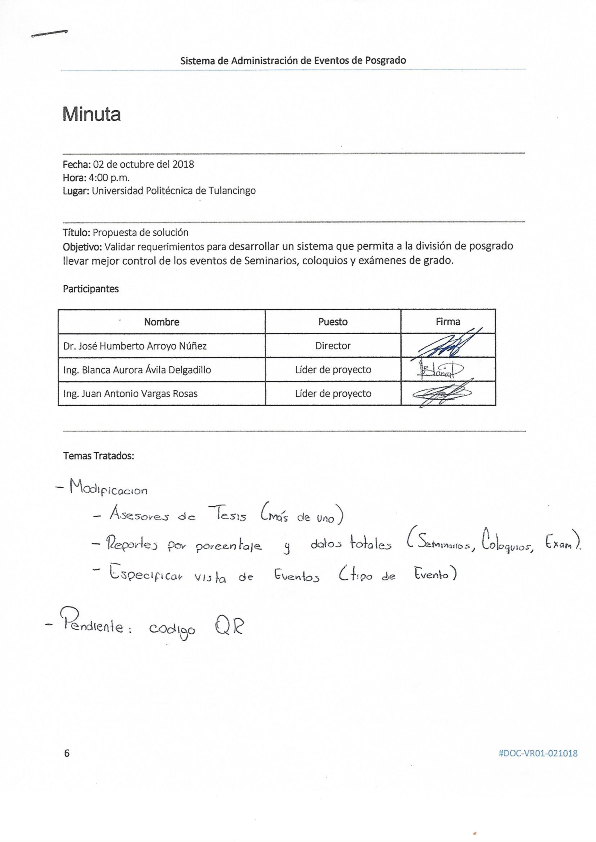 Sistema de Administración de Eventos de Posgrado
Minuta
Fecha: 02 de octubre del 2018
Hora: 4:00 p.m.
Lugar: Universidad Politécnica de Tulancingo
Título: Propuesta de solución
Objetivo: Validar requerimientos para desarrollar un sistema que permita a la división de posgrado
llevar mejor control de los eventos de Seminarios, coloquios y exámenes de grado.
Participantes
Nombre Puesto Firma
Dr. José Humberto Arroyo Núñez Director
Ing. Blanca Aurora Ávila Delgadillo Líder de proyecto
Ing. Juan Antonio Vargas Rosas Líder de proyecto
Temas Tratados:
- Modificacion
- Asesores de Tesis (más de uno)
- Reportes por porcentaje y datos totales (Seminarios, Coloquios, Exam).
- Especificar vista de Eventos (tipo de Evento)
- Pendiente: codigo QR
6 #DOC-VR01-021018